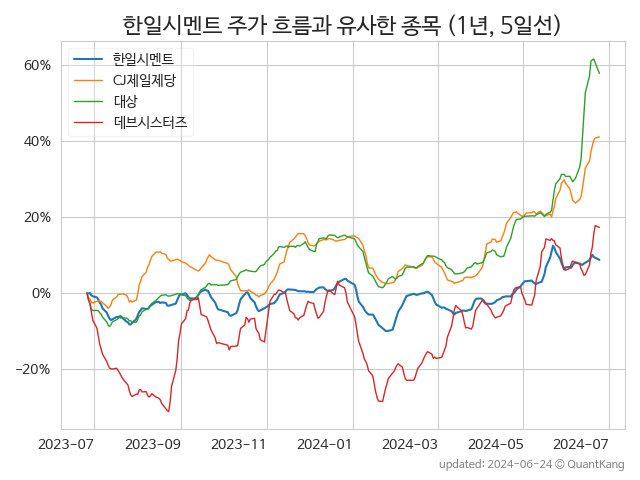 한일시멘트 주가 흐름과 유사한 종목 (1년, 5일선)
한일시멘트
CJ제일제당
대상
데브시스터즈
60%
40%
20%
0%
−20%
2023-07 2023-09 2023-11 2024-01 2024-03 2024-05 2024-07
updated: 2024-06-24 © QuantKang